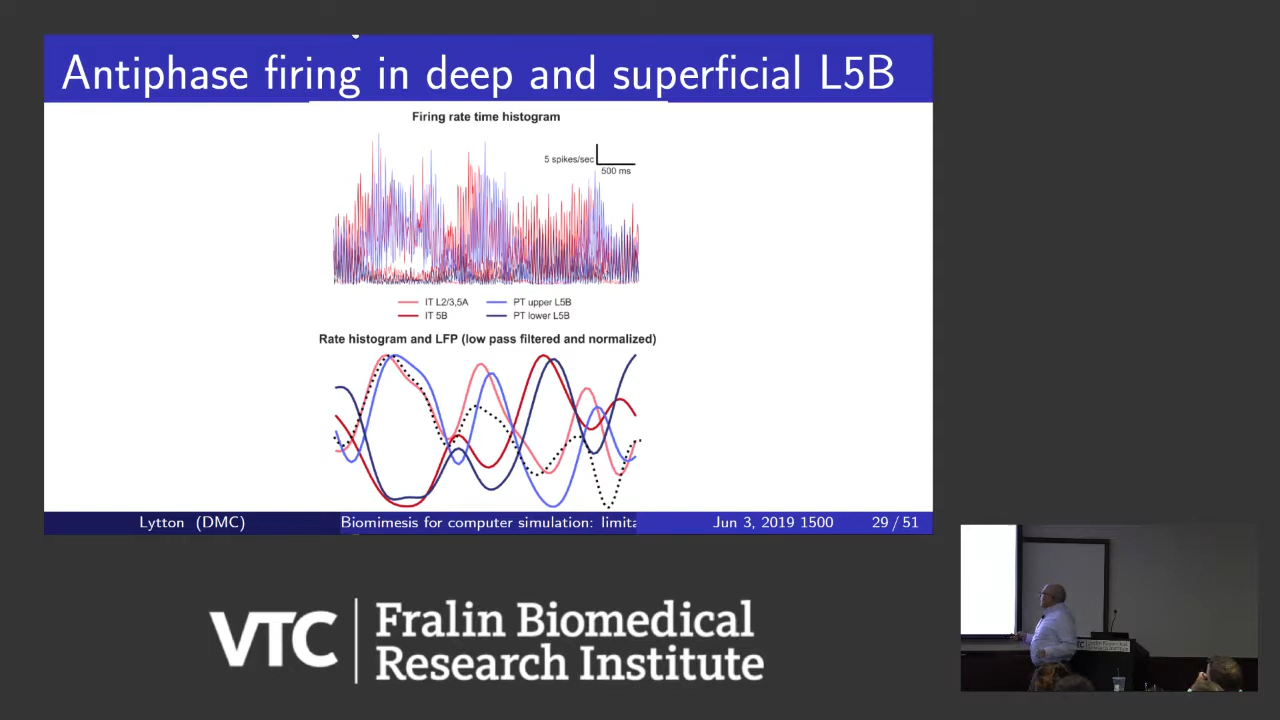 Antiphase firing in deep and superficial L5B
Firing rate time histogram
5 spikes/sec
500 ms
IT L2/3,5A
PT upper L5B
IT 5B
PT lower L5B
Rate histogram and LFP (low pass filtered and normalized)
Lytton (DMC)
Biomimesis for computer simulation: limita
Jun 3, 2019 1500
29 / 51
VTC
Fralin Biomedical
Research Institute